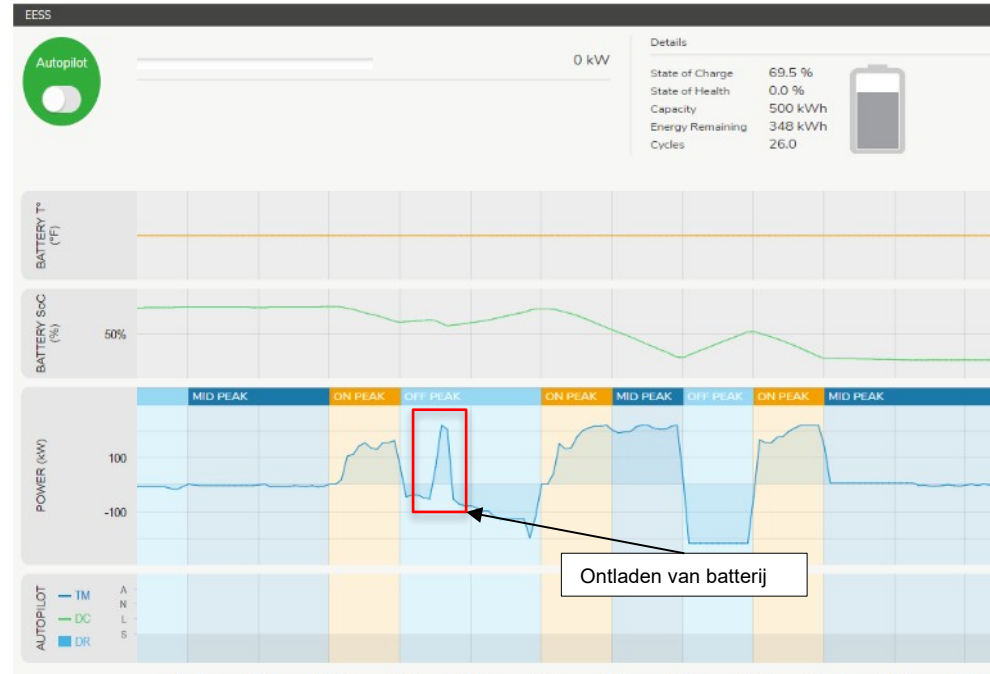 EESS
Autopilot
0 kW
Details
State of Charge 69.5 %
State of Health 0.0 %
Capacity 500 kWh
Energy Remaining 348 kWh
Cycles 26.0
BATTERY T°
(°F)
BATTERY SoC
(%)
50%
MID PEAK ON PEAK OFF PEAK ON PEAK MID PEAK OFF PEAK ON PEAK MID PEAK
POWER (kW)
100
-100
Ontladen van batterij
AUTOPILOT
TM
DC
DR
A
N
L
S